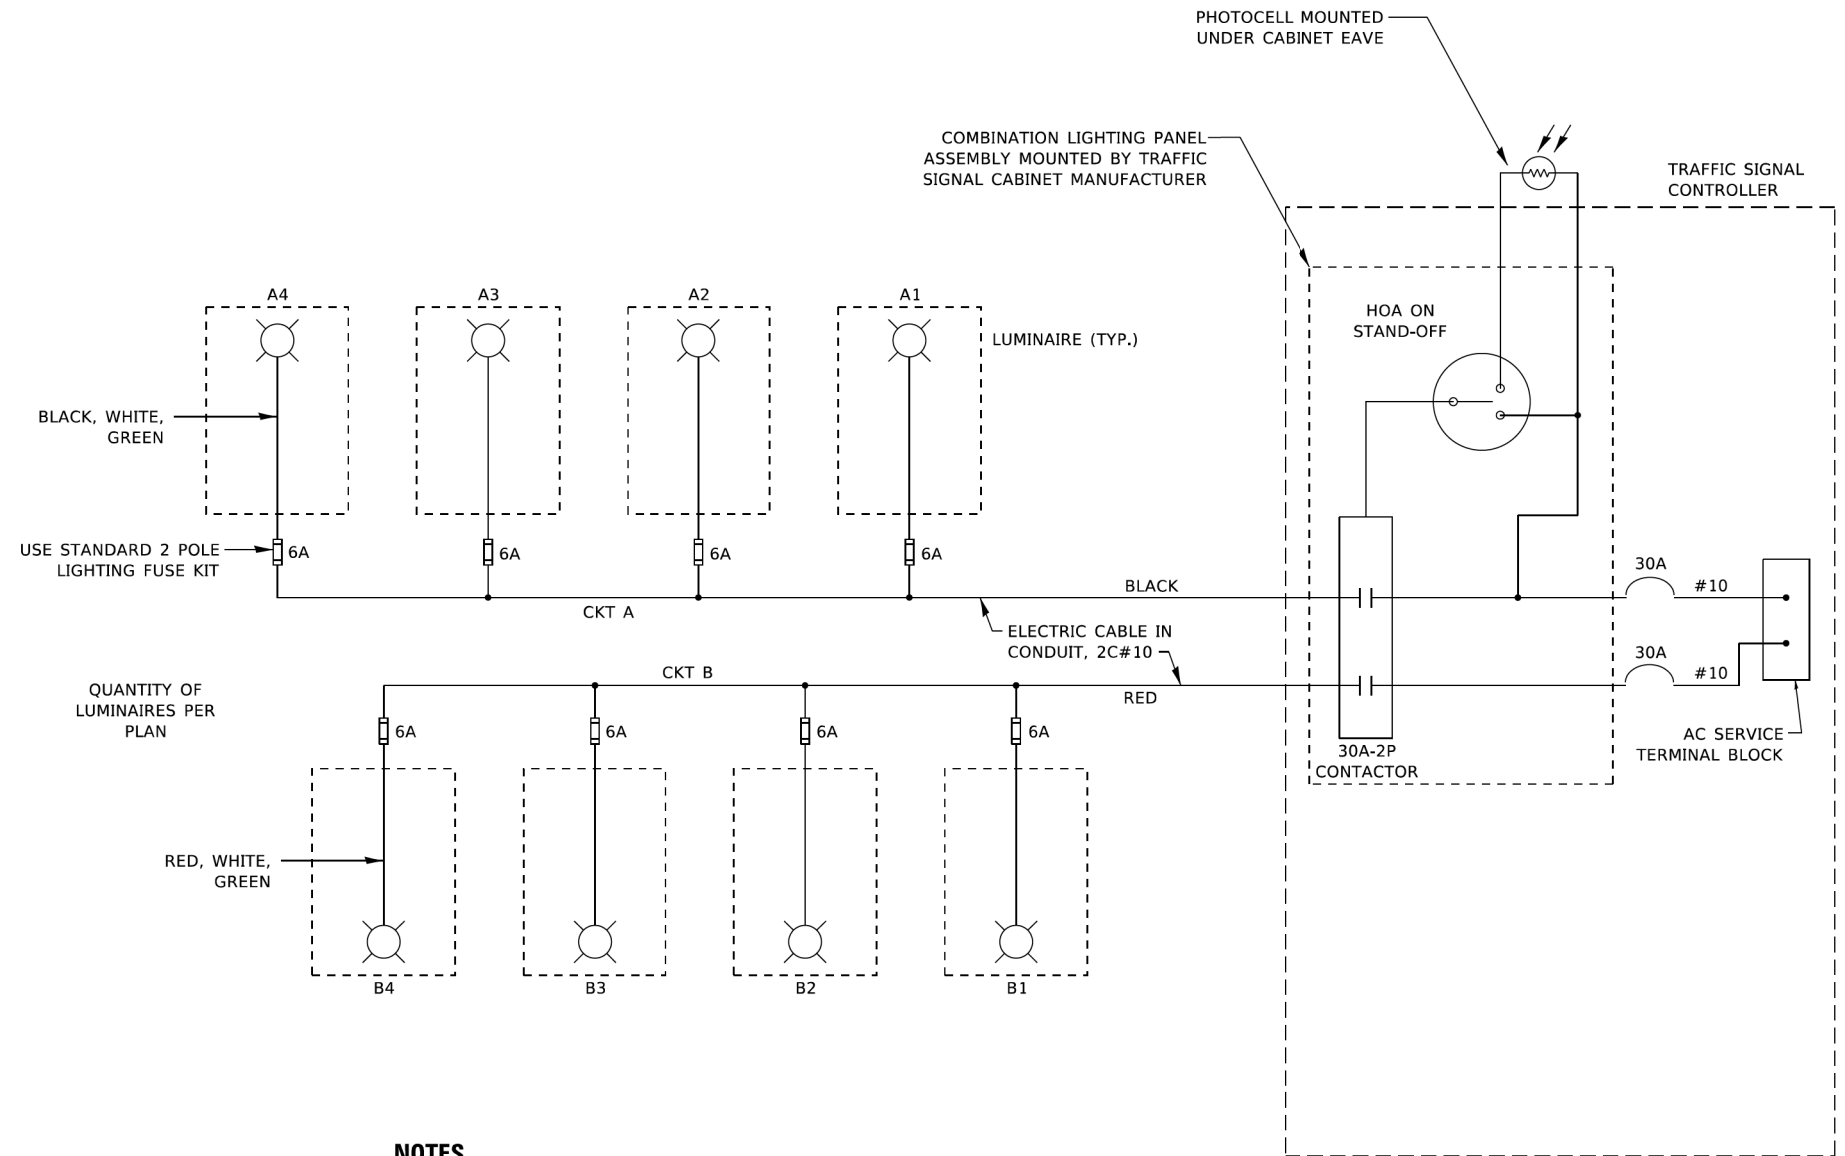 PHOTOCELL MOUNTED
UNDER CABINET EAVE
COMBINATION LIGHTING PANEL
ASSEMBLY MOUNTED BY TRAFFIC
SIGNAL CABINET MANUFACTURER
TRAFFIC SIGNAL
CONTROLLER
A4
A3
A2
A1
HOA ON
STAND-OFF
LUMINAIRE (TYP.)
BLACK, WHITE,
GREEN
USE STANDARD 2 POLE
LIGHTING FUSE KIT
6A
6A
6A
6A
30A
#10
BLACK
CKT A
ELECTRIC CABLE IN
CONDUIT, 2C#10
30A
#10
CKT B
RED
QUANTITY OF
LUMINAIRES PER
PLAN
6A
6A
6A
6A
AC SERVICE
TERMINAL BLOCK
30A-2P
CONTACTOR
RED, WHITE,
GREEN
B4
B3
B2
B1
NOTES